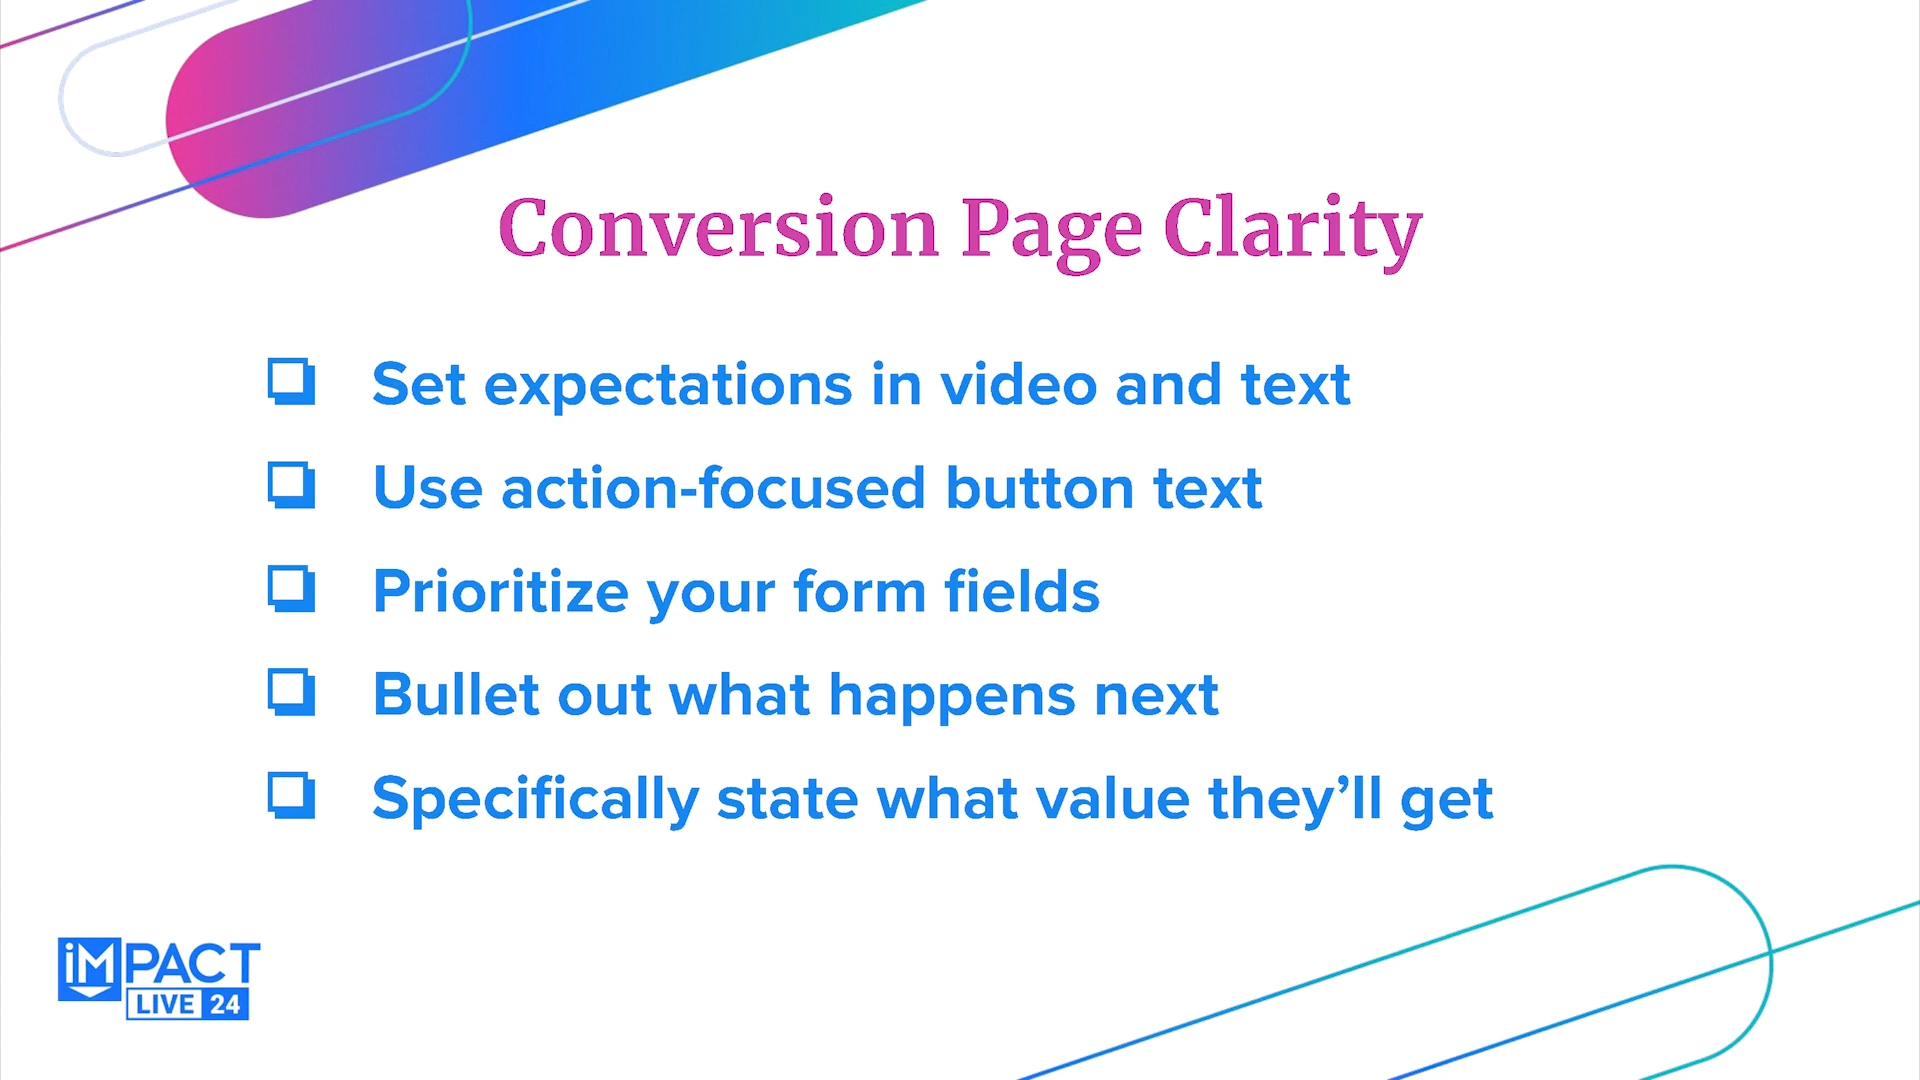 Conversion Page Clarity
Set expectations in video and text
Use action-focused button text
Prioritize your form fields
Bullet out what happens next
Specifically state what value they’ll get
iMPACT
LIVE 24